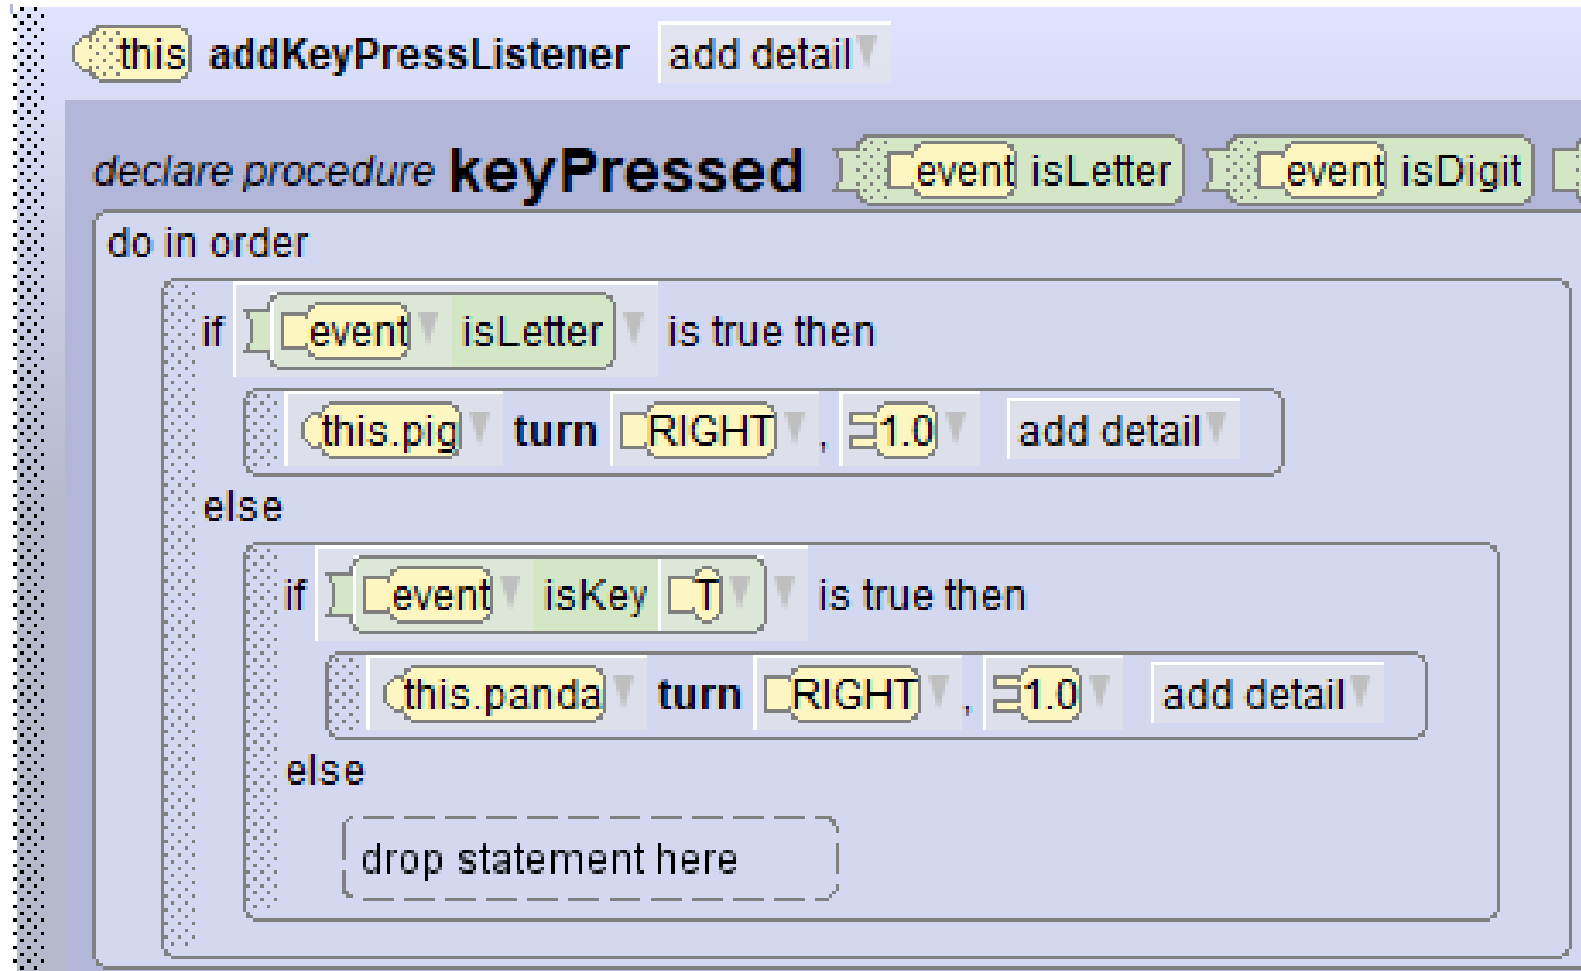 this addKeyPressListener add detail
declare procedure keyPressed event isLetter event isDigit
do in order
if event isLetter is true then
this.pig turn RIGHT , 1.0 add detail
else
if event isKey T is true then
this.panda turn RIGHT , 1.0 add detail
else
drop statement here